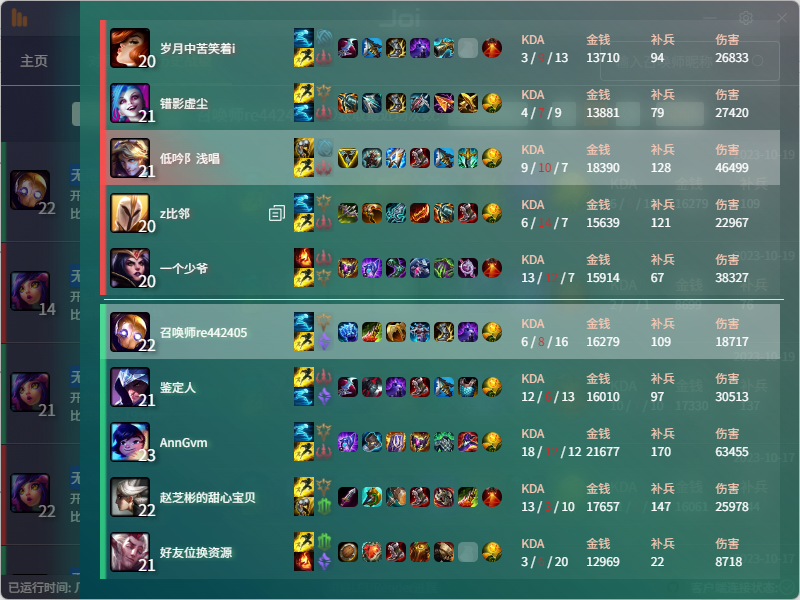 Joi
主页
岁月中苦笑着i
20
KDA 金钱 补兵 伤害
3 / / 13 13710 94 26833
错影虚尘
21
KDA 金钱 补兵 伤害
4 / / 9 13881 79 27420
低吟阝浅唱
21
KDA 金钱 补兵 伤害
9 / 10 / 7 18390 128 46499
z比邻
20
KDA 金钱 补兵 伤害
6 / / 7 15639 121 22967
一个少爷
20
KDA 金钱 补兵 伤害
13 / / 7 15914 67 38327
召唤师re442405
22
KDA 金钱 补兵 伤害
6 / 8 / 16 16279 109 18717
鉴定人
21
KDA 金钱 补兵 伤害
12 / / 13 16010 97 30513
AnnGvm
23
KDA 金钱 补兵 伤害
18 / / 12 21677 170 63455
赵芝彬的甜心宝贝
22
KDA 金钱 补兵 伤害
13 / / 10 17657 147 25978
好友位换资源
21
KDA 金钱 补兵 伤害
3 / / 20 12969 22 8718
22
14
21
22
已运行时间: